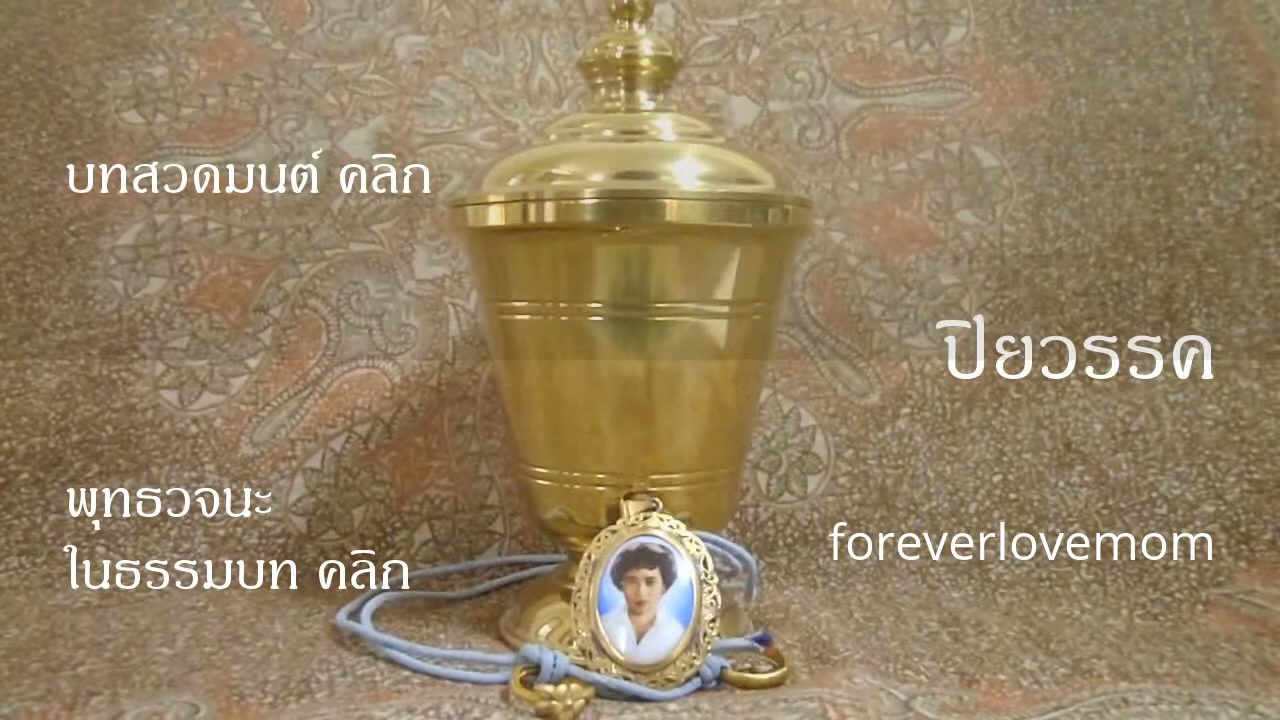 บทสวดมนต์ คลิก
ปิยวรรค
พุทธวจนะ
ในธรรมบท คลิก
foreverlovemom